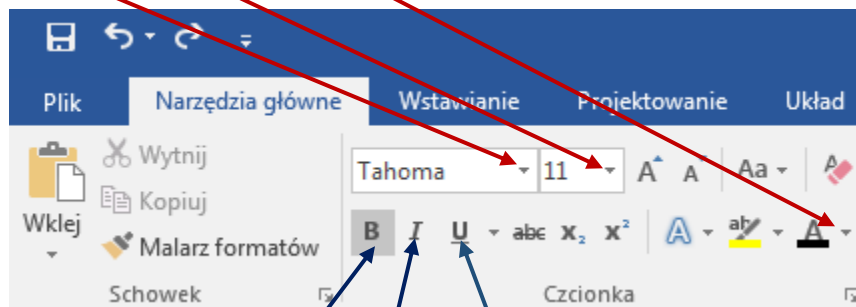 Plik Narzędzia główne Wstawianie Projektowanie Układ
Wytnij
Kopiuj
Wklej
Malarz formatów
Schowek
Tahoma 11 A A Aa
B I U abc X₂ X² A ab A
Czcionka